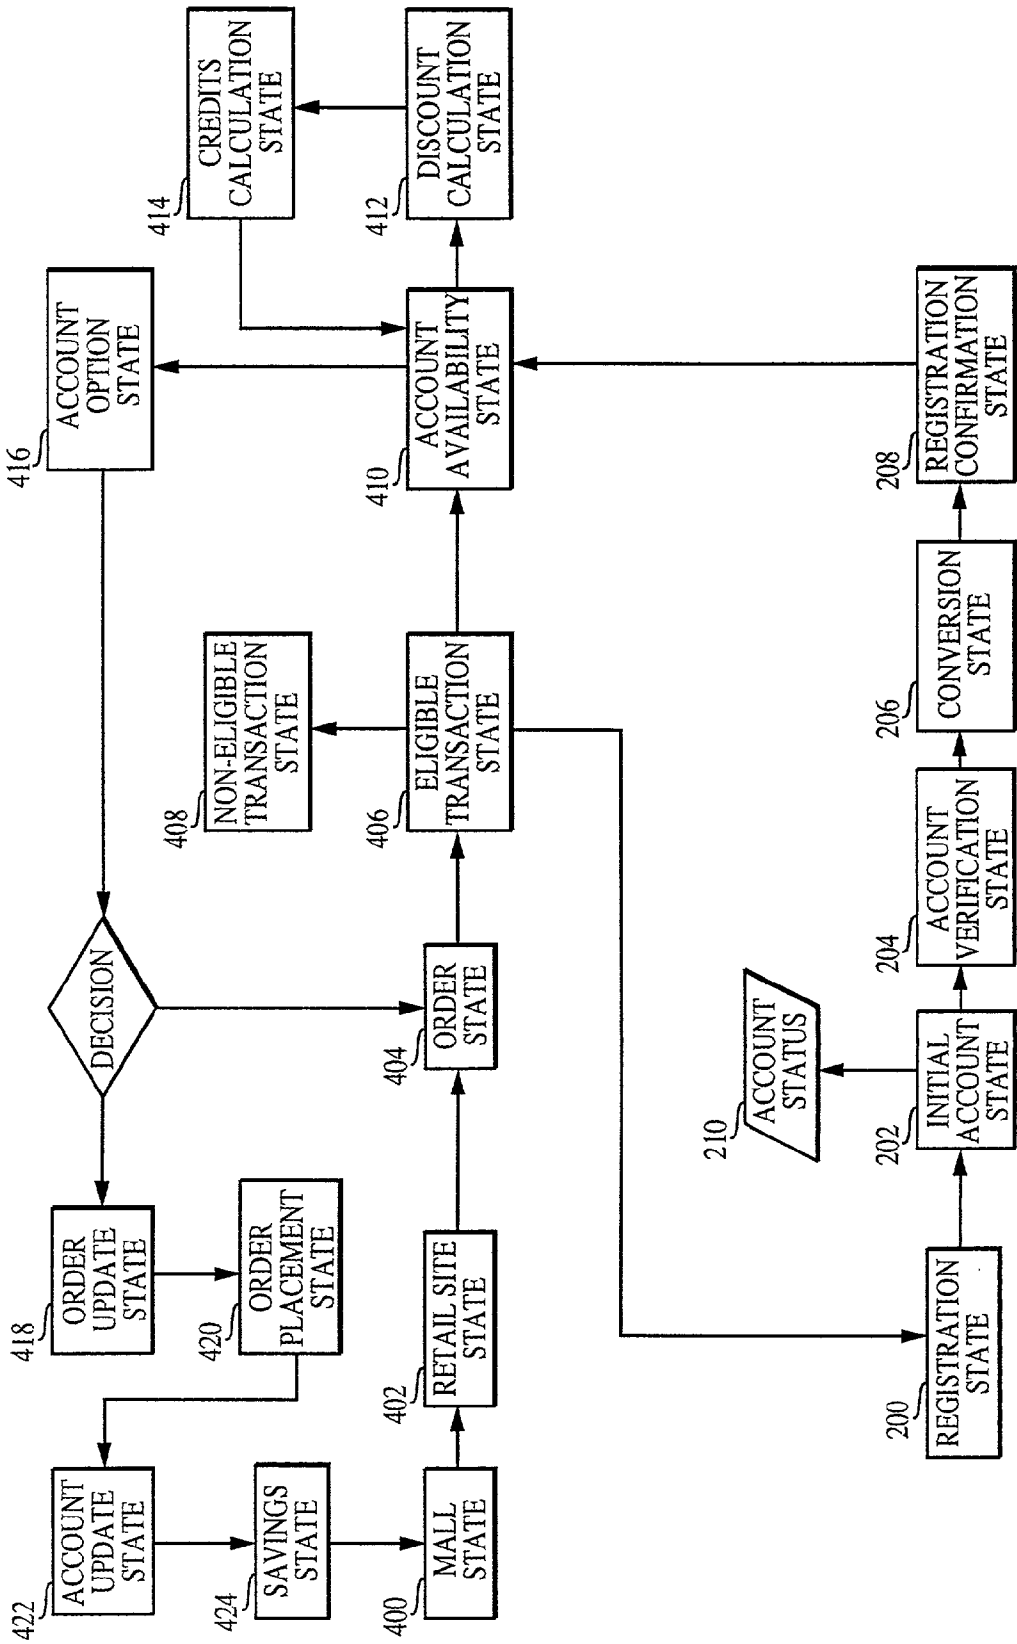 422
ACCOUNT
UPDATE
STATE
418
ORDER
UPDATE
STATE
DECISION
416
ACCOUNT
OPTION
STATE
424
SAVINGS
STATE
420
ORDER
PLACEMENT
STATE
408
NON-ELIGIBLE
TRANSACTION
STATE
414
CREDITS
CALCULATION
STATE
400
MALL
STATE
402
RETAIL SITE
STATE
404
ORDER
STATE
406
ELIGIBLE
TRANSACTION
STATE
410
ACCOUNT
AVAILABILITY
STATE
412
DISCOUNT
CALCULATION
STATE
210
ACCOUNT
STATUS
200
REGISTRATION
STATE
202
INITIAL
ACCOUNT
STATE
204
ACCOUNT
VERIFICATION
STATE
206
CONVERSION
STATE
208
REGISTRATION
CONFIRMATION
STATE